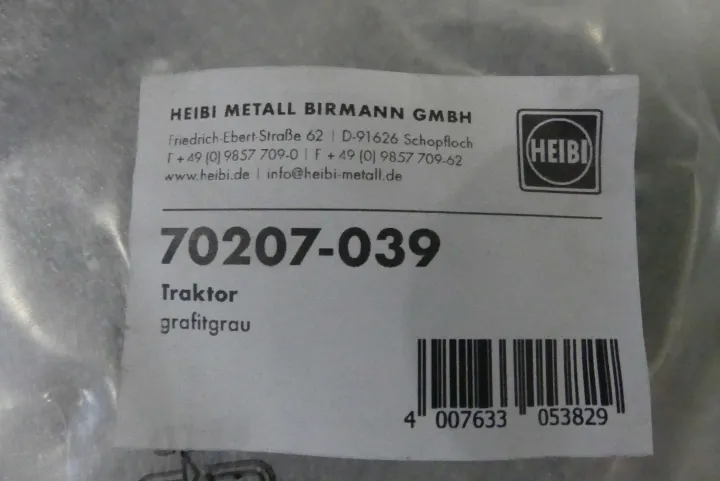 HEIBI METALL BIRMANN GMBH
Friedrich-Ebert-Straße 62 | D-91626 Schopfloch
T + 49 (0) 9857 709-0 | F + 49 (0) 9857 709-62
www.heibi.de | info@heibi-metall.de
HEIBI
70207-039
Traktor
grafitgrau
4 007633 053829